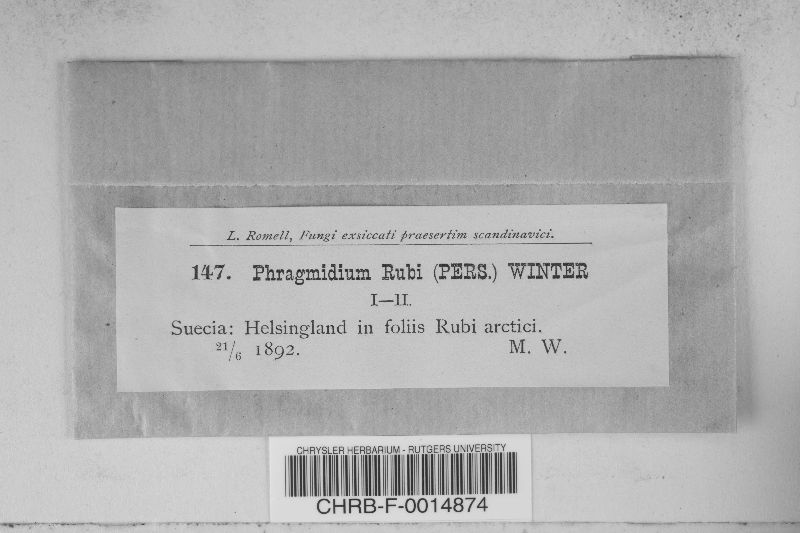 L. Romell, Fungi exsiccati praesertim scandinavici.
147. Phragmidium Rubi (PERS.) WINTER
I—II.
Suecia: Helsingland in foliis Rubi arctici.
21/6 1892. M. W.
CHRYSLER HERBARIUM - RUTGERS UNIVERSITY
CHRB-F-0014874